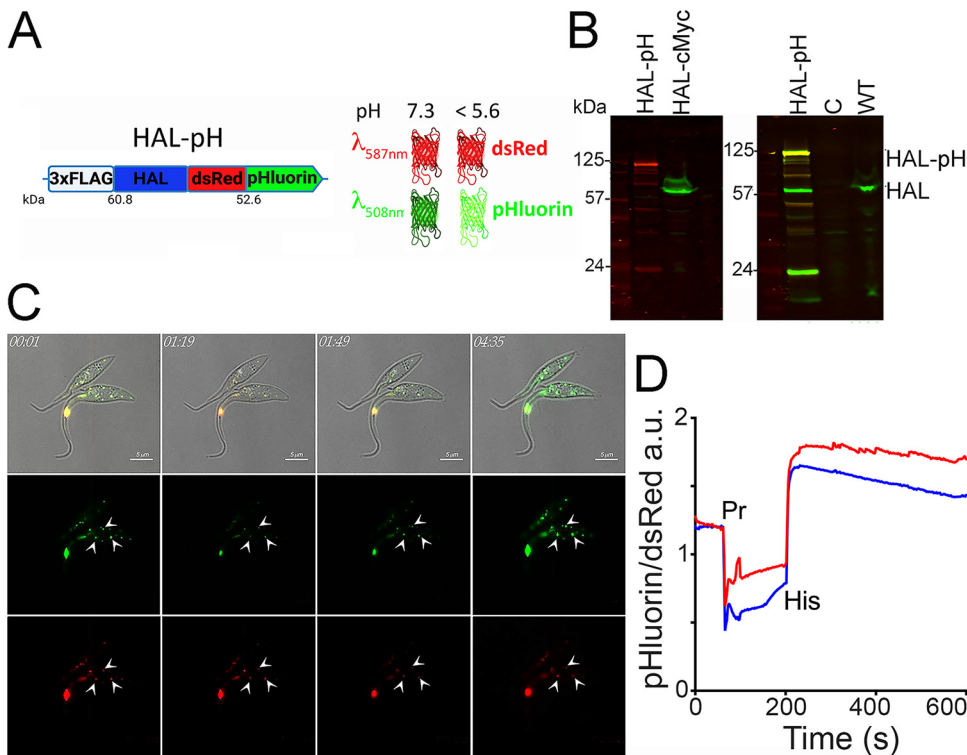 A
HAL-pH
3xFLAG HAL dsRed pHluorin
kDa 60.8 52.6
pH 7.3 < 5.6
λ587nm dsRed
λ508nm pHluorin
B
kDa HAL-pH HAL-cMyc
125
57
24
HAL-pH C WT
125 HAL-pH
57 HAL
24
C
00:01 01:19 01:49 04:35
5 µm 5 µm 5 µm 5 µm
D
pHluorin/dsRed a.u.
2
1
0
Pr
His
0 200 400 600
Time (s)